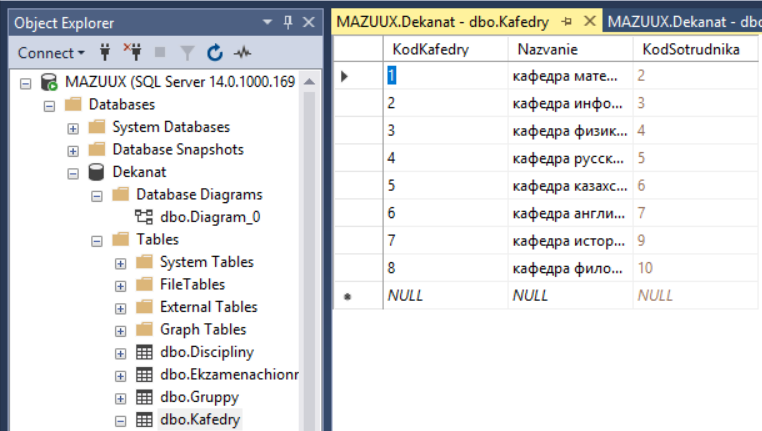 Object Explorer
Connect
MAZUUX (SQL Server 14.0.1000.169
Databases
System Databases
Database Snapshots
Dekanat
Database Diagrams
dbo.Diagram_0
Tables
System Tables
FileTables
External Tables
Graph Tables
dbo.Discipliny
dbo.Ekzamenachionn
dbo.Gruppy
dbo.Kafedry
MAZUUX.Dekanat - dbo.Kafedry
MAZUUX.Dekanat - dbo
KodKafedry Nazvanie KodSotrudnika
1 кафедра мате... 2
2 кафедра инфо... 3
3 кафедра физик... 4
4 кафедра русск... 5
5 кафедра казахс... 6
6 кафедра англи... 7
7 кафедра истор... 9
8 кафедра фило... 10
NULL NULL NULL